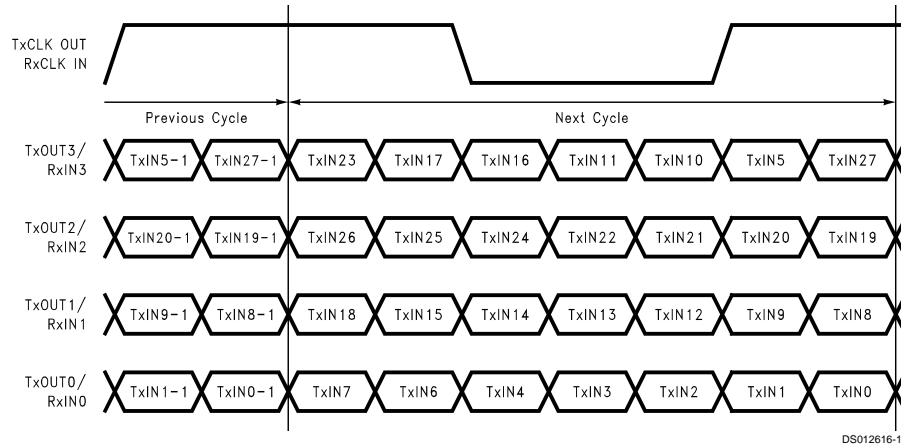 TxCLK OUT
RxCLK IN
Previous Cycle
Next Cycle
TxOUT3/
RxIN3
TxIN5-1 TxIN27-1 TxIN23 TxIN17 TxIN16 TxIN11 TxIN10 TxIN5 TxIN27
TxOUT2/
RxIN2
TxIN20-1 TxIN19-1 TxIN26 TxIN25 TxIN24 TxIN22 TxIN21 TxIN20 TxIN19
TxOUT1/
RxIN1
TxIN9-1 TxIN8-1 TxIN18 TxIN15 TxIN14 TxIN13 TxIN12 TxIN9 TxIN8
TxOUT0/
RxIN0
TxIN1-1 TxIN0-1 TxIN7 TxIN6 TxIN4 TxIN3 TxIN2 TxIN1 TxIN0